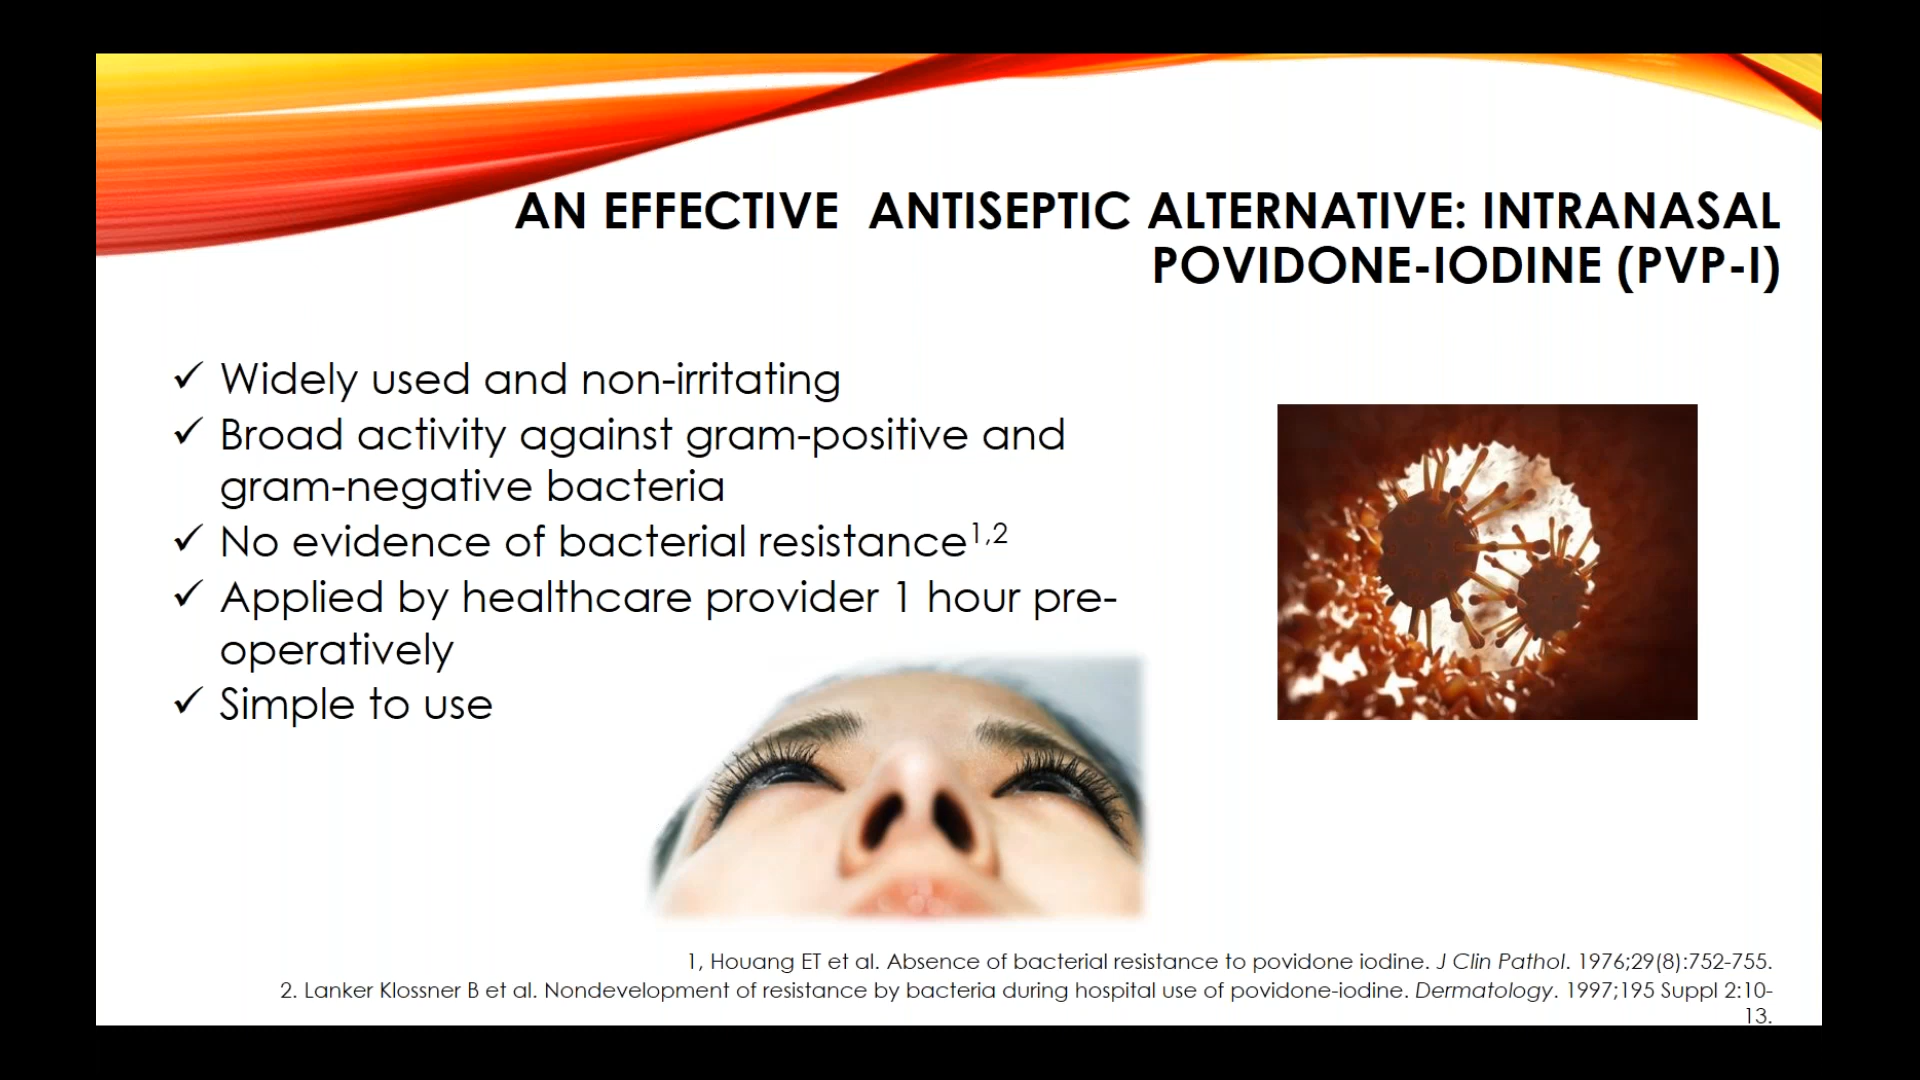 AN EFFECTIVE  ANTISEPTIC ALTERNATIVE: INTRANASAL
POVIDONE-IODINE (PVP-I)
✓ Widely used and non-irritating
✓ Broad activity against gram-positive and
gram-negative bacteria
✓ No evidence of bacterial resistance1,2
✓ Applied by healthcare provider 1 hour pre-
operatively
✓ Simple to use
1, Houang ET et al. Absence of bacterial resistance to povidone iodine. J Clin Pathol. 1976;29(8):752-755.
2. Lanker Klossner B et al. Nondevelopment of resistance by bacteria during hospital use of povidone-iodine. Dermatology. 1997;195 Suppl 2:10-
13.